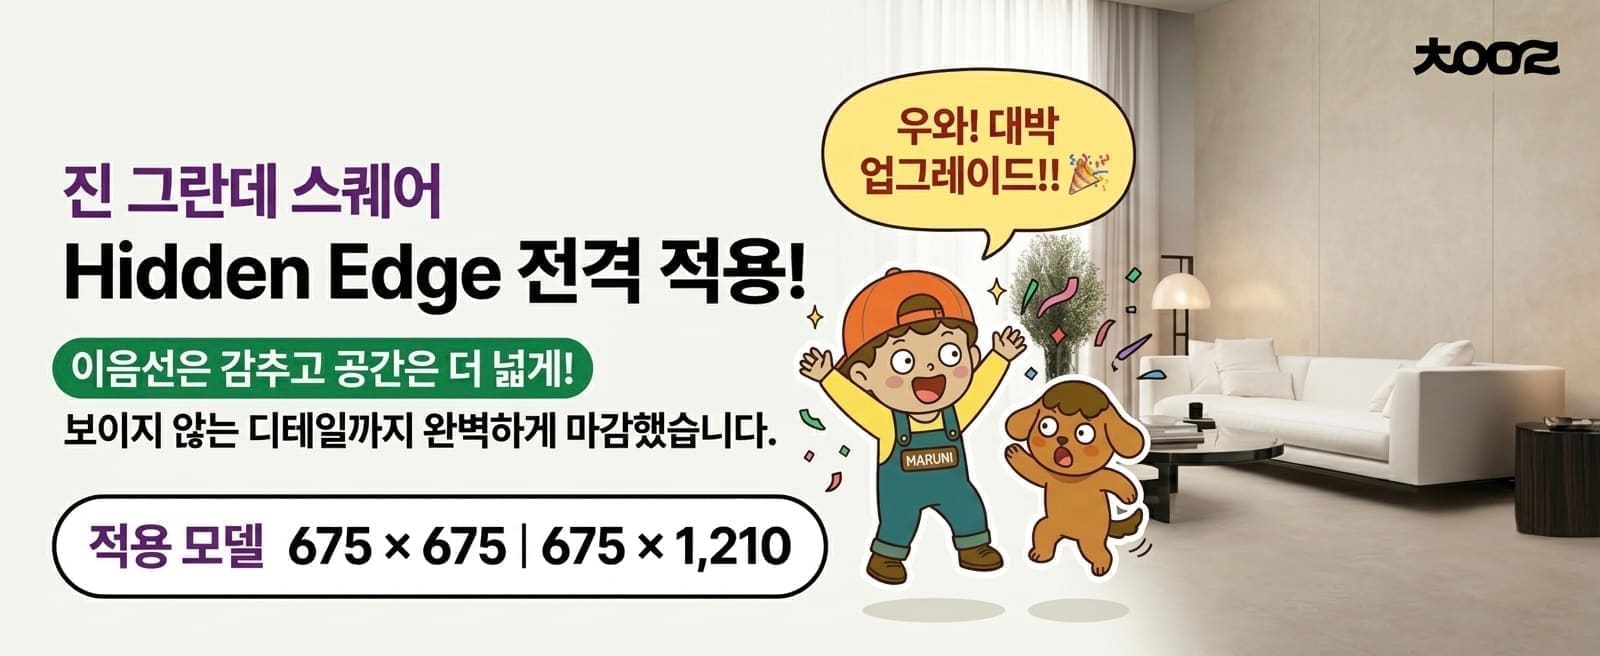 진 그란데 스퀘어
Hidden Edge 전격 적용!
이음선은 감추고 공간은 더 넓게!
보이지 않는 디테일까지 완벽하게 마감했습니다.
적용 모델 675 × 675 | 675 × 1,210
우와! 대박
업그레이드!! 🎉
MARUNI